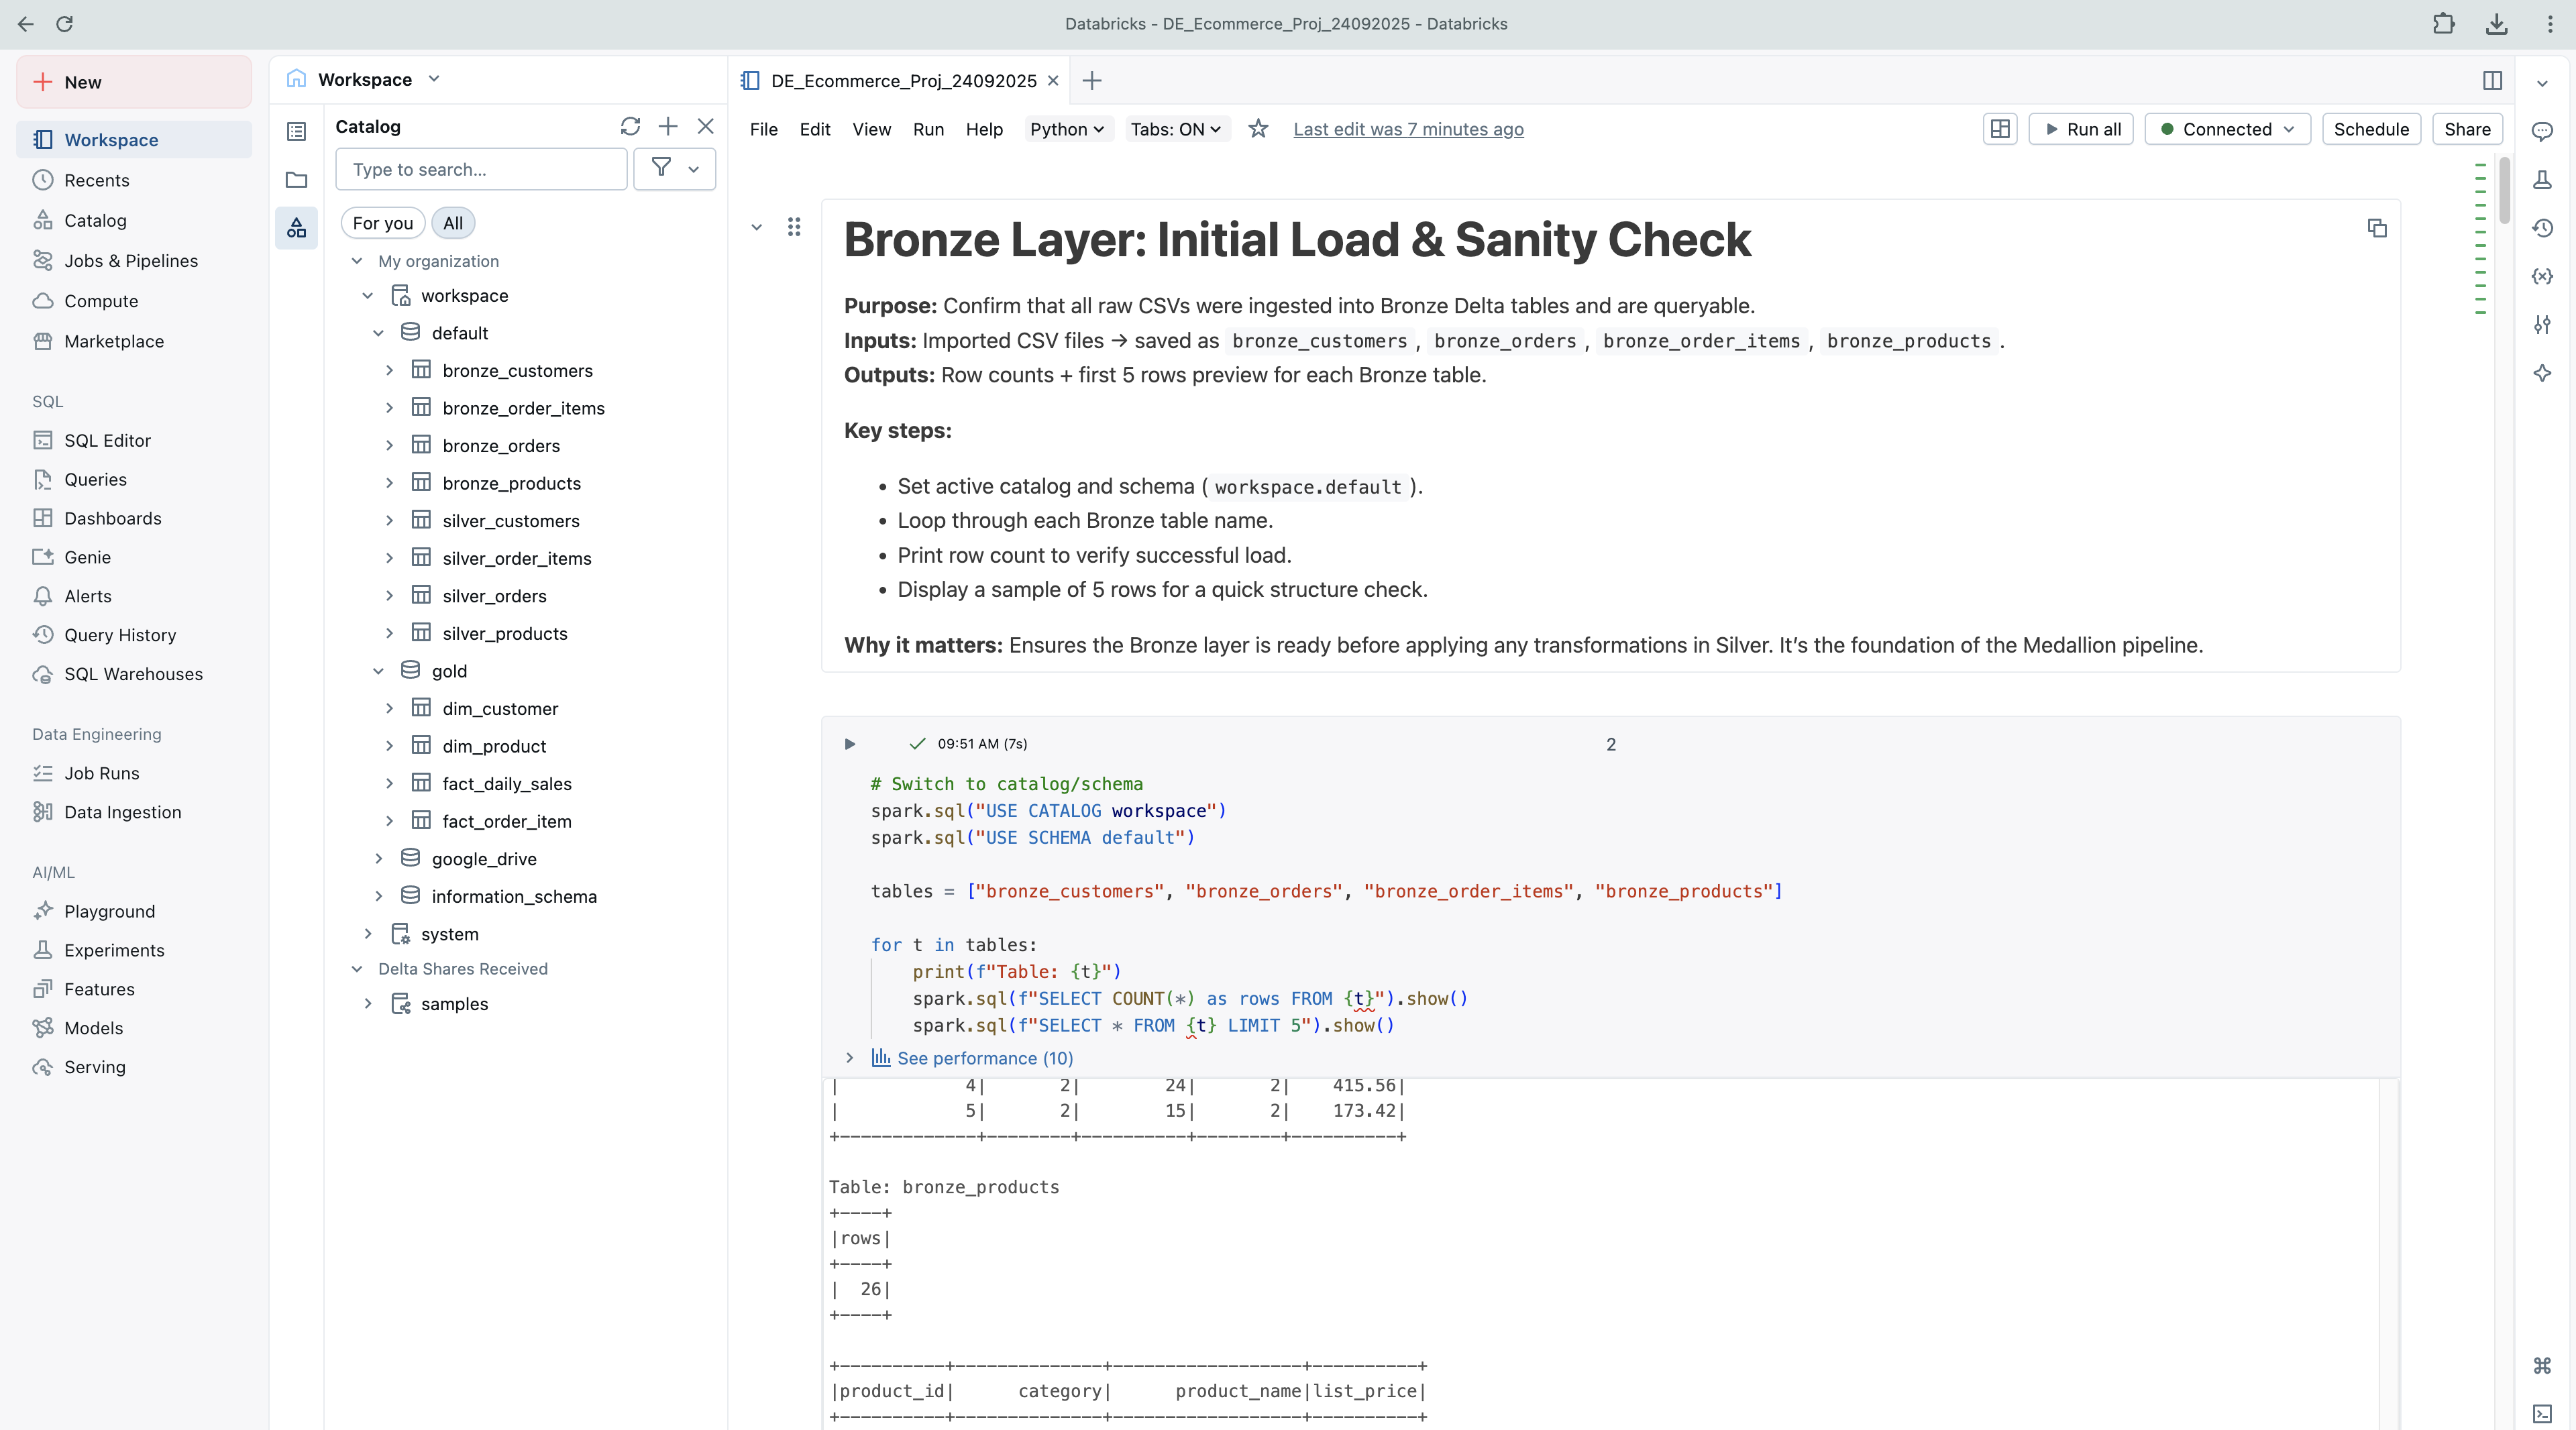 Databricks - DE_Ecommerce_Proj_24092025 - Databricks
New
Workspace
Recents
Catalog
Jobs & Pipelines
Compute
Marketplace
SQL
SQL Editor
Queries
Dashboards
Genie
Alerts
Query History
SQL Warehouses
Data Engineering
Job Runs
Data Ingestion
AI/ML
Playground
Experiments
Features
Models
Serving
Workspace
Catalog
Type to search...
For you All
My organization
workspace
default
bronze_customers
bronze_order_items
bronze_orders
bronze_products
silver_customers
silver_order_items
silver_orders
silver_products
gold
dim_customer
dim_product
fact_daily_sales
fact_order_item
google_drive
information_schema
system
Delta Shares Received
samples
DE_Ecommerce_Proj_24092025
File Edit View Run Help Python Tabs: ON Last edit was 7 minutes ago Run all Connected Schedule Share
Bronze Layer: Initial Load & Sanity Check
Purpose: Confirm that all raw CSVs were ingested into Bronze Delta tables and are queryable.
Inputs: Imported CSV files → saved as bronze_customers , bronze_orders , bronze_order_items , bronze_products .
Outputs: Row counts + first 5 rows preview for each Bronze table.
Key steps:
• Set active catalog and schema ( workspace.default ).
• Loop through each Bronze table name.
• Print row count to verify successful load.
• Display a sample of 5 rows for a quick structure check.
Why it matters: Ensures the Bronze layer is ready before applying any transformations in Silver. It’s the foundation of the Medallion pipeline.
09:51 AM (7s) 2
# Switch to catalog/schema
spark.sql("USE CATALOG workspace")
spark.sql("USE SCHEMA default")
tables = ["bronze_customers", "bronze_orders", "bronze_order_items", "bronze_products"]
for t in tables:
    print(f"Table: {t}")
    spark.sql(f"SELECT COUNT(*) as rows FROM {t}").show()
    spark.sql(f"SELECT * FROM {t} LIMIT 5").show()
See performance (10)
|            4|       2|        24|       2|    415.56|
|            5|       2|        15|       2|    173.42|
+-------------+--------+----------+--------+----------+
Table: bronze_products
+----+
|rows|
+----+
|  26|
+----+
+----------+--------------+------------------+----------+
|product_id|      category|      product_name|list_price|
+----------+--------------+------------------+----------+